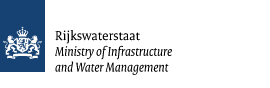 Rijkswaterstaat
Ministry of Infrastructure
and Water Management